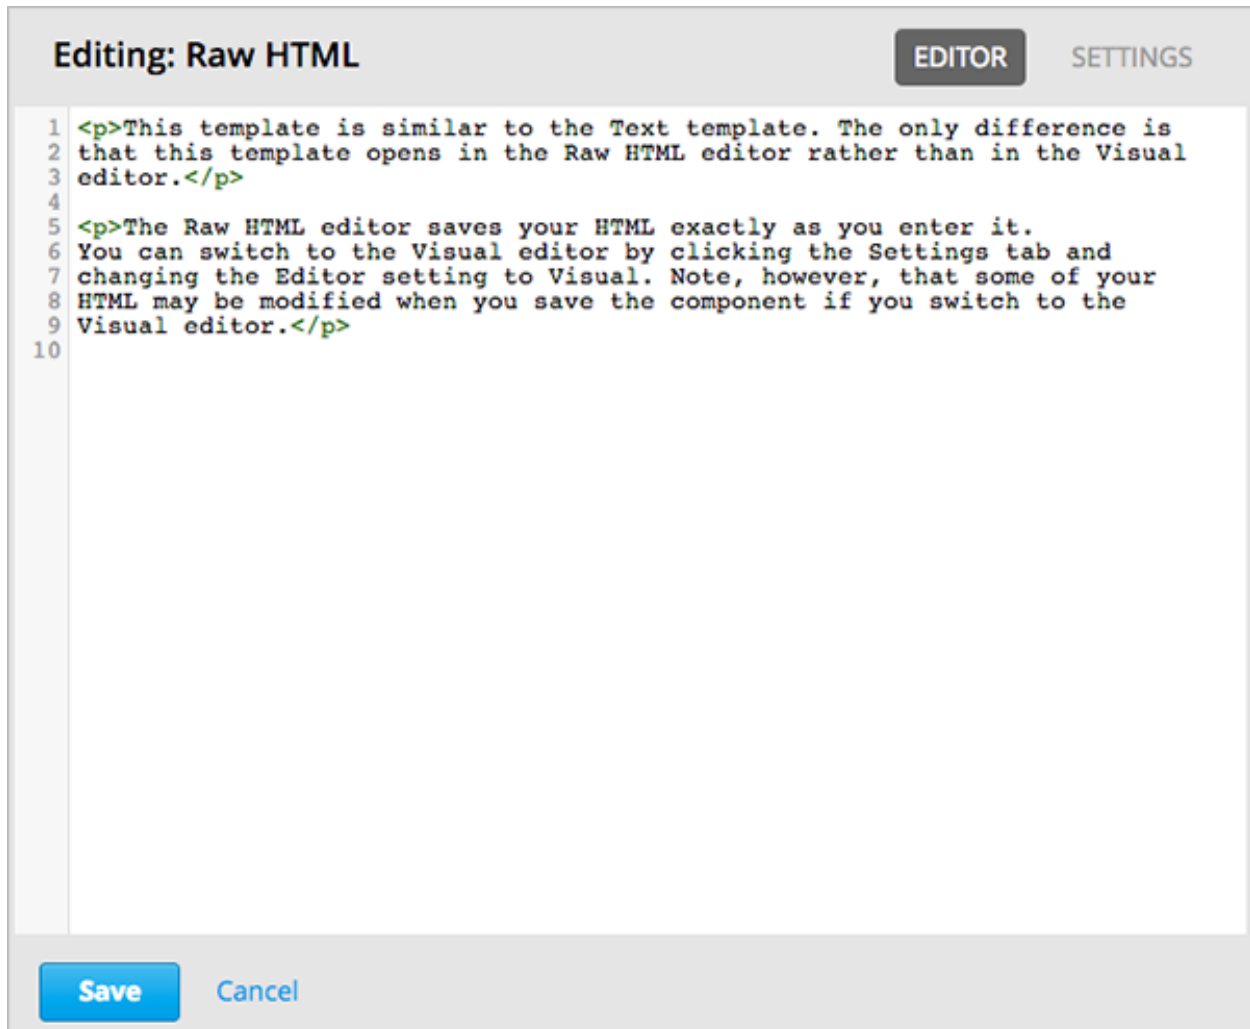 Editing: Raw HTML EDITOR SETTINGS
1 <p>This template is similar to the Text template. The only difference is
2 that this template opens in the Raw HTML editor rather than in the Visual
3 editor.</p>
4
5 <p>The Raw HTML editor saves your HTML exactly as you enter it.
6 You can switch to the Visual editor by clicking the Settings tab and
7 changing the Editor setting to Visual. Note, however, that some of your
8 HTML may be modified when you save the component if you switch to the
9 Visual editor.</p>
10
Save Cancel